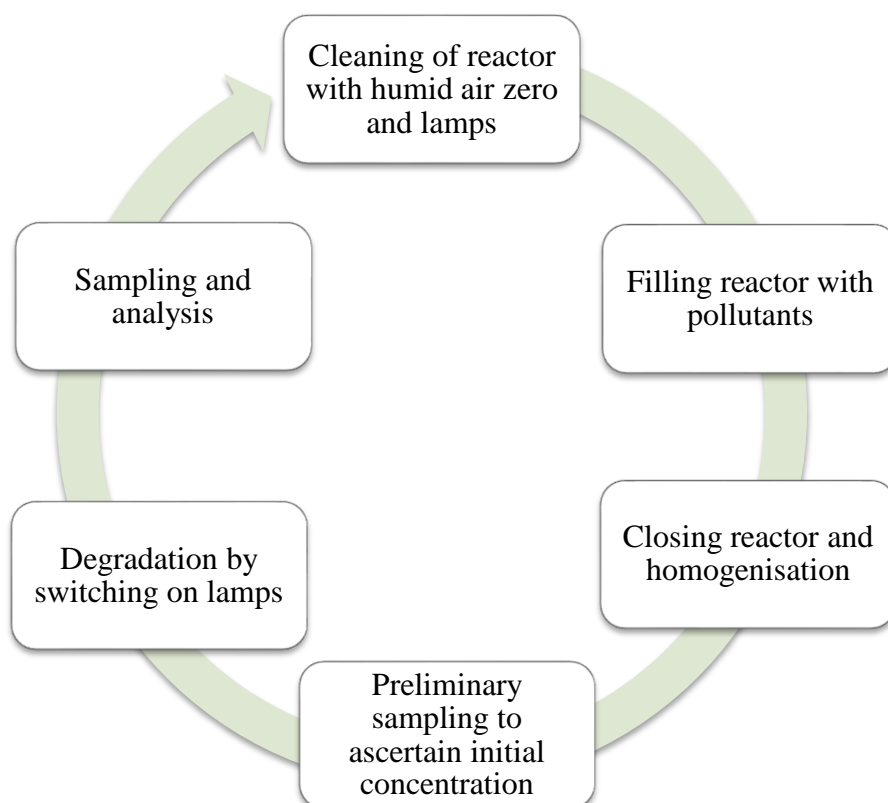 Cleaning of reactor
with humid air zero
and lamps
Filling reactor with
pollutants
Closing reactor and
homogenisation
Preliminary
sampling to
ascertain initial
concentration
Degradation by
switching on lamps
Sampling and
analysis